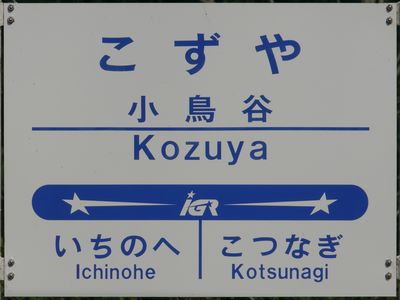 こずや
小鳥谷
Kozuya
IGR
いちのへ
Ichinohe
こつなぎ
Kotsunagi